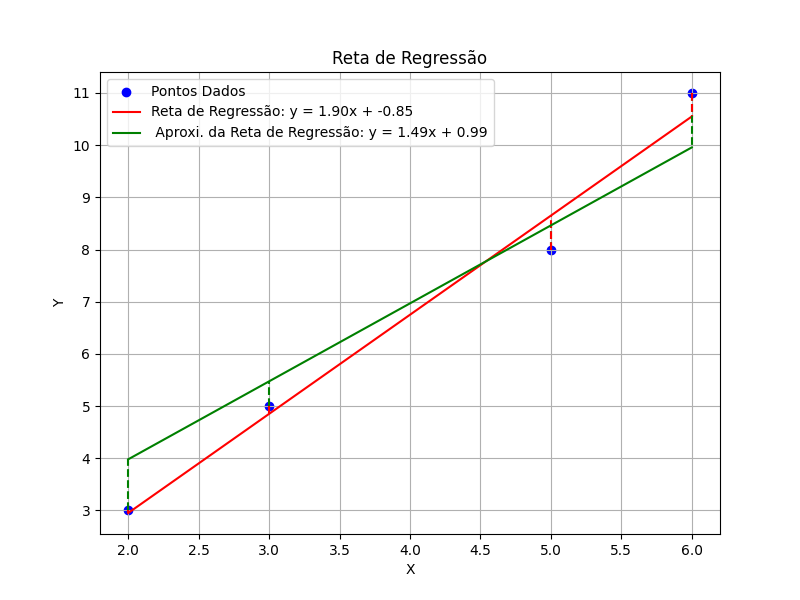 Reta de Regressão
Pontos Dados
Reta de Regressão: y = 1.90x + -0.85
Aproxi. da Reta de Regressão: y = 1.49x + 0.99
11
10
9
8
7
6
5
4
3
Y
2.0 2.5 3.0 3.5 4.0 4.5 5.0 5.5 6.0
X